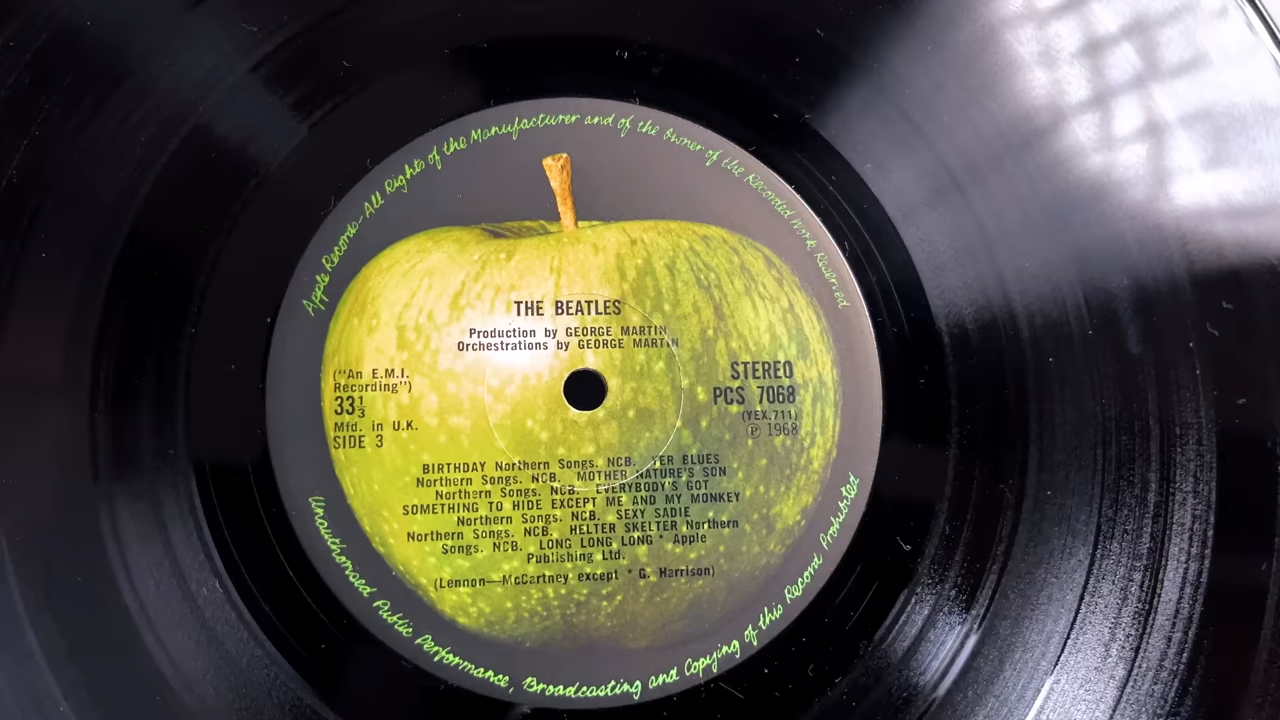 Apple Records—All Rights of the Manufacturer and of the Owner of the Recorded Work Reserved
THE BEATLES
Production by GEORGE MARTIN
Orchestrations by GEORGE MARTIN
("An E.M.I.
Recording")
33⅓
Mfd. in U.K.
SIDE 3
STEREO
PCS 7068
(YEX.711)
Ⓟ 1968
BIRTHDAY Northern Songs. NCB. YER BLUES
Northern Songs. NCB. MOTHER NATURE'S SON
Northern Songs. NCB. EVERYBODY'S GOT
SOMETHING TO HIDE EXCEPT ME AND MY MONKEY
Northern Songs. NCB. SEXY SADIE
Northern Songs. NCB. HELTER SKELTER Northern
Songs. NCB. LONG LONG LONG * Apple
Publishing Ltd.
(Lennon—McCartney except * G. Harrison)
Unauthorised Public Performance, Broadcasting and Copying of this Record Prohibited